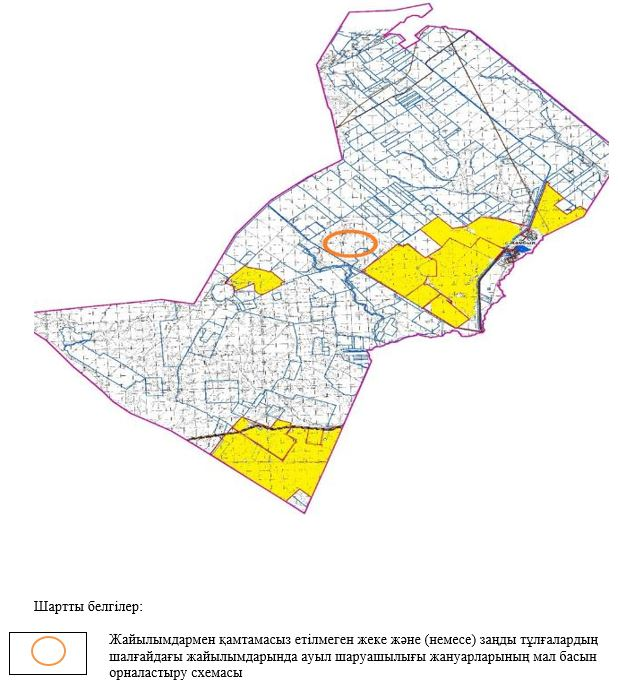 Шартты белгілер:
Жайылымдармен қамтамасыз етілмеген жеке және (немесе) заңды тұлғалардың
шалғайдағы жайылымдарында ауыл шаруашылығы жануарларының мал басын
орналастыру схемасы